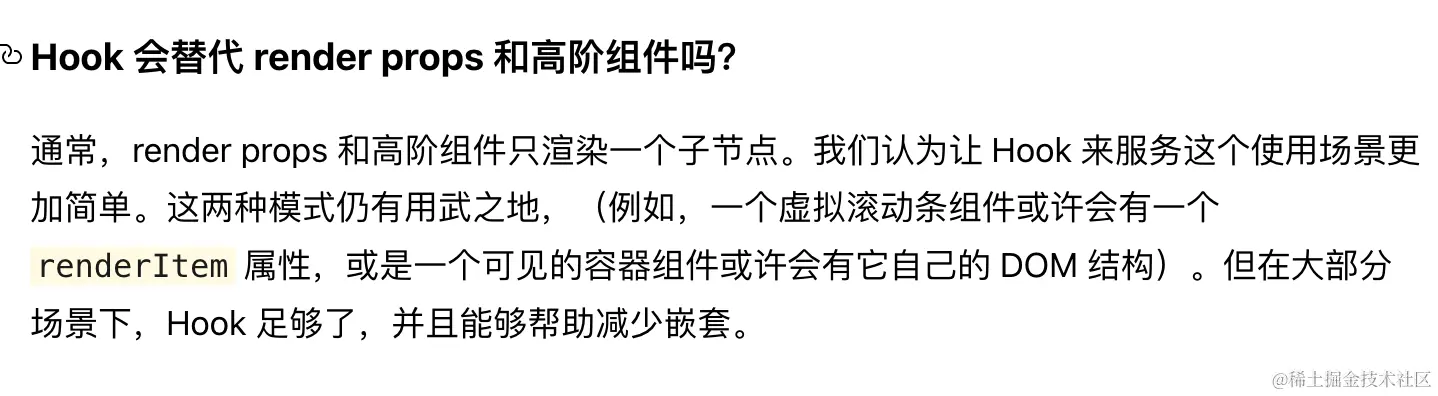 Hook 会替代 render props 和高阶组件吗？
通常，render props 和高阶组件只渲染一个子节点。我们认为让 Hook 来服务这个使用场景更
加简单。这两种模式仍有用武之地，（例如，一个虚拟滚动条组件或许会有一个
renderItem 属性，或是一个可见的容器组件或许会有它自己的 DOM 结构）。但在大部分
场景下，Hook 足够了，并且能够帮助减少嵌套。
@稀土掘金技术社区